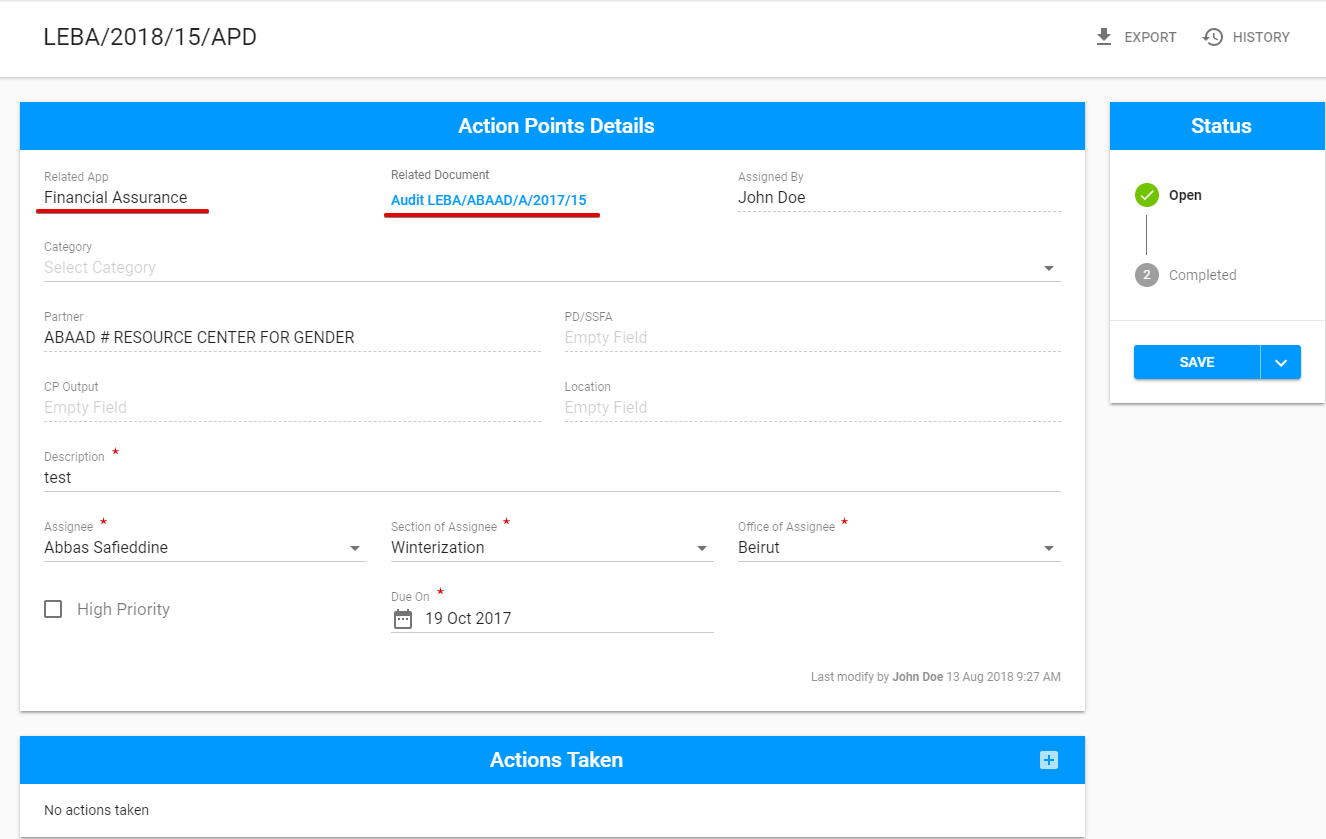 LEBA/2018/15/APD
EXPORT HISTORY
Action Points Details
Status
Related App Related Document Assigned By
Financial Assurance Audit LEBA/ABAAD/A/2017/15 John Doe
Open
Category
Select Category
2 Completed
Partner PD/SSFA
ABAAD # RESOURCE CENTER FOR GENDER Empty Field
SAVE
CP Output Location
Empty Field Empty Field
Description *
test
Assignee * Section of Assignee * Office of Assignee *
Abbas Safieddine Winterization Beirut
High Priority
Due On *
19 Oct 2017
Last modify by John Doe 13 Aug 2018 9:27 AM
Actions Taken
No actions taken